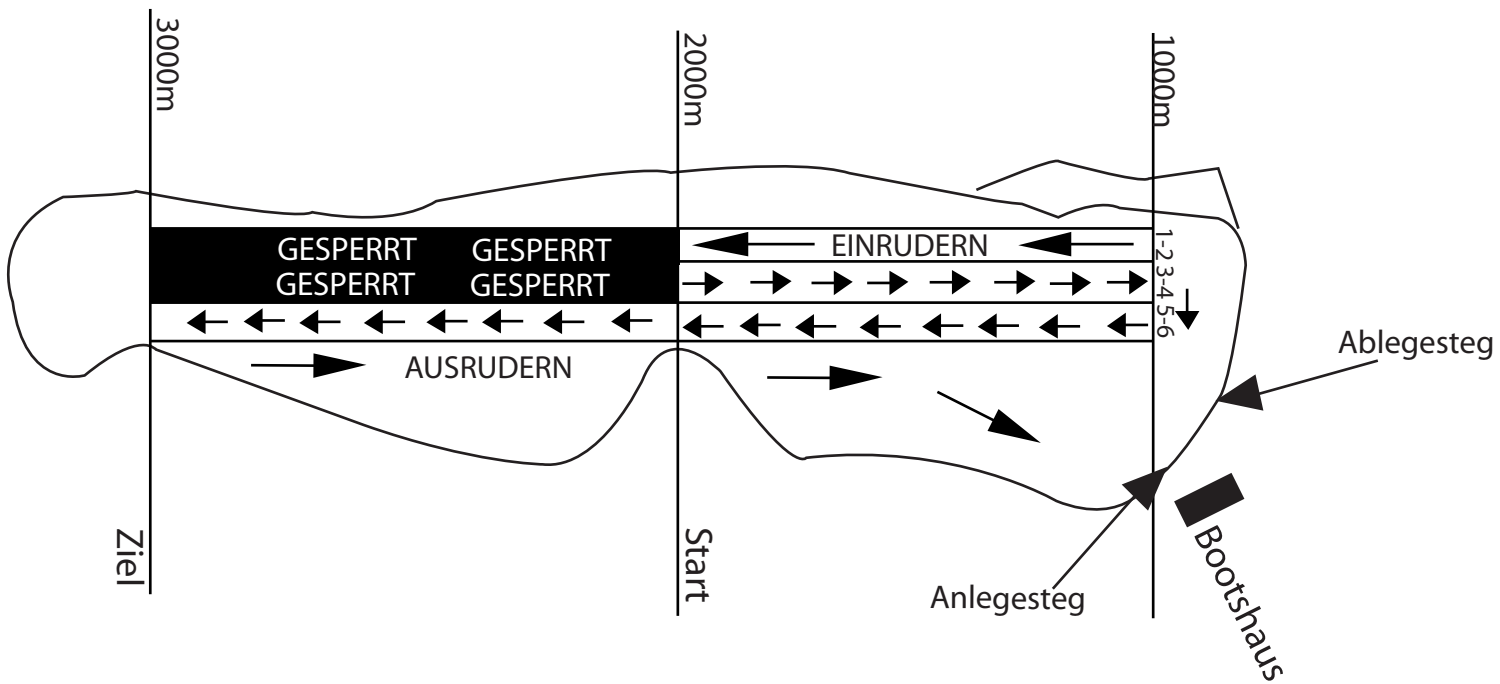 3000m
2000m
1000m
GESPERRT GESPERRT
GESPERRT GESPERRT
EINRUDERN
1-2
3-4
5-6
AUSRUDERN
Ablegesteg
Anlegesteg
Bootshaus
Ziel
Start